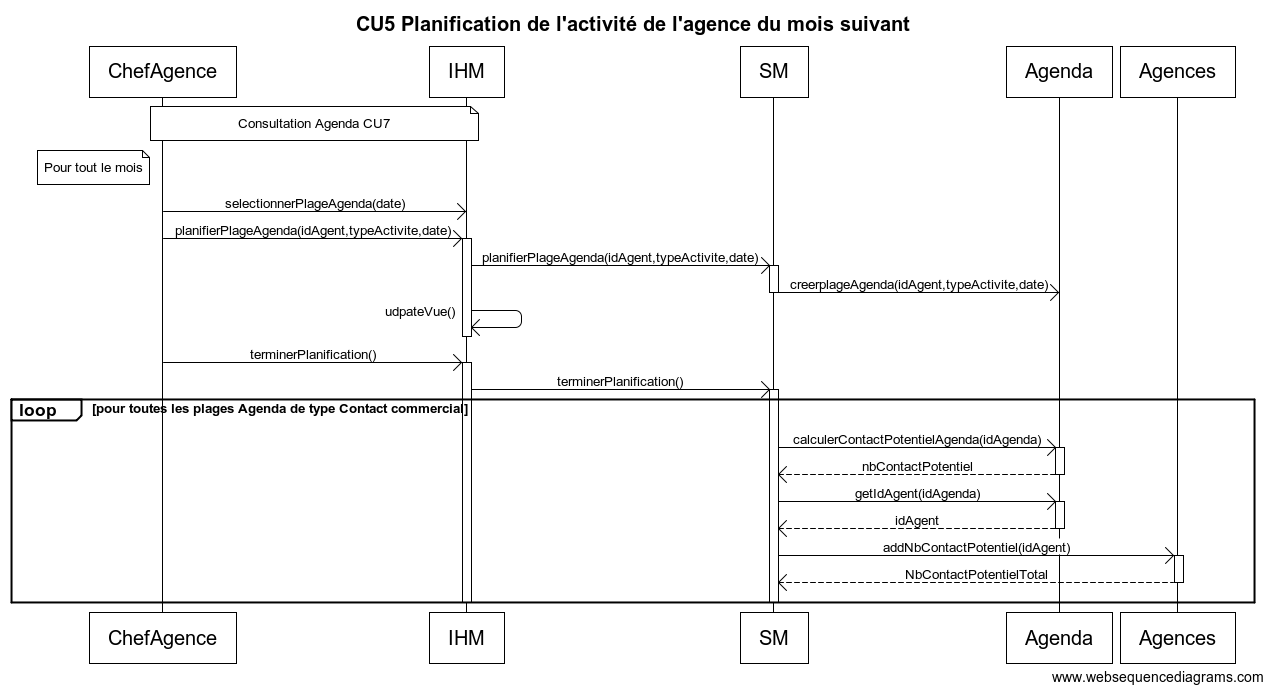 CU5 Planification de l'activité de l'agence du mois suivant
ChefAgence
IHM
SM
Agenda
Agences
Consultation Agenda CU7
Pour tout le mois
selectionnerPlageAgenda(date)
planifierPlageAgenda(idAgent,typeActivite,date)
planifierPlageAgenda(idAgent,typeActivite,date)
creerplageAgenda(idAgent,typeActivite,date)
udpateVue()
terminerPlanification()
terminerPlanification()
loop [pour toutes les plages Agenda de type Contact commercial]
calculerContactPotentielAgenda(idAgenda)
nbContactPotentiel
getIdAgent(idAgenda)
idAgent
addNbContactPotentiel(idAgent)
NbContactPotentielTotal
ChefAgence
IHM
SM
Agenda
Agences
www.websequencediagrams.com